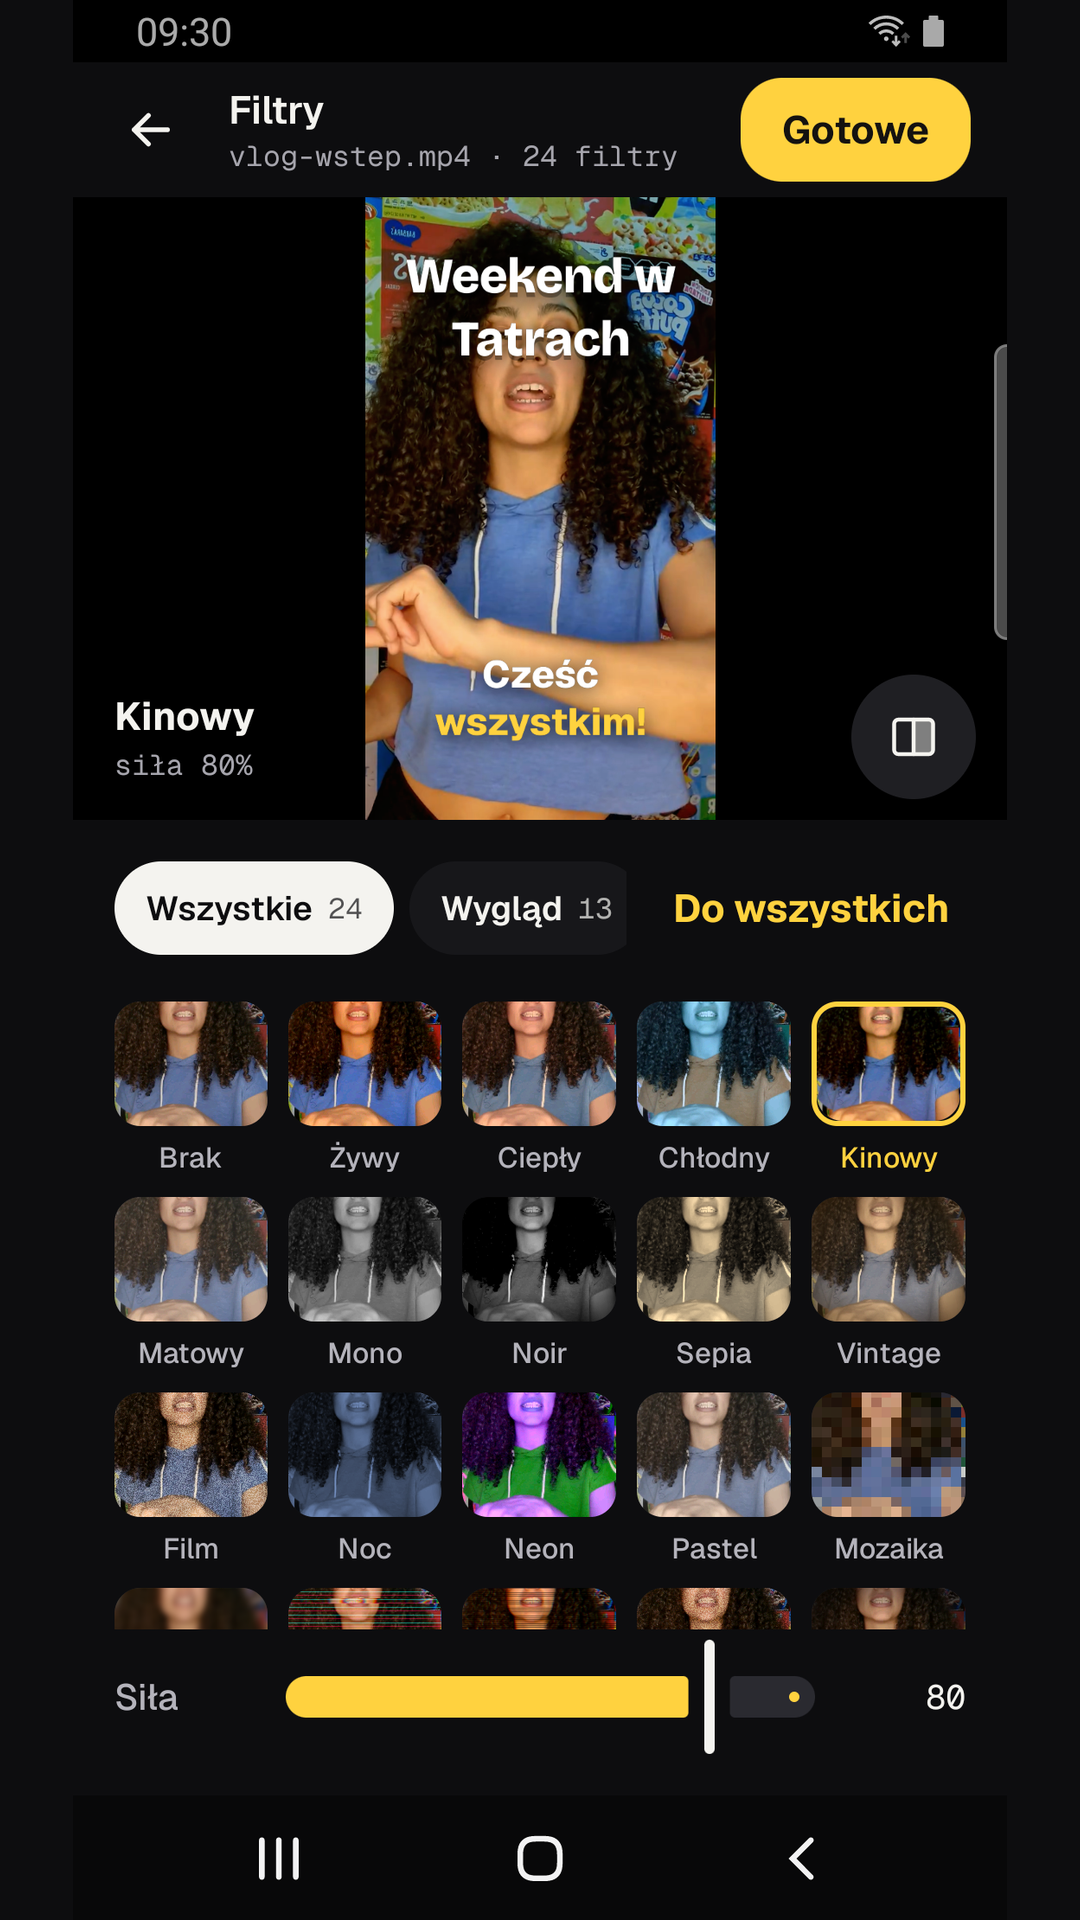 09:30
Filtry
vlog-wstep.mp4 · 24 filtry
Gotowe
Weekend w
Tatrach
Cześć
wszystkim!
Kinowy
siła 80%
Wszystkie 24
Wygląd 13
Do wszystkich
Brak
Żywy
Ciepły
Chłodny
Kinowy
Matowy
Mono
Noir
Sepia
Vintage
Film
Noc
Neon
Pastel
Mozaika
Siła
80